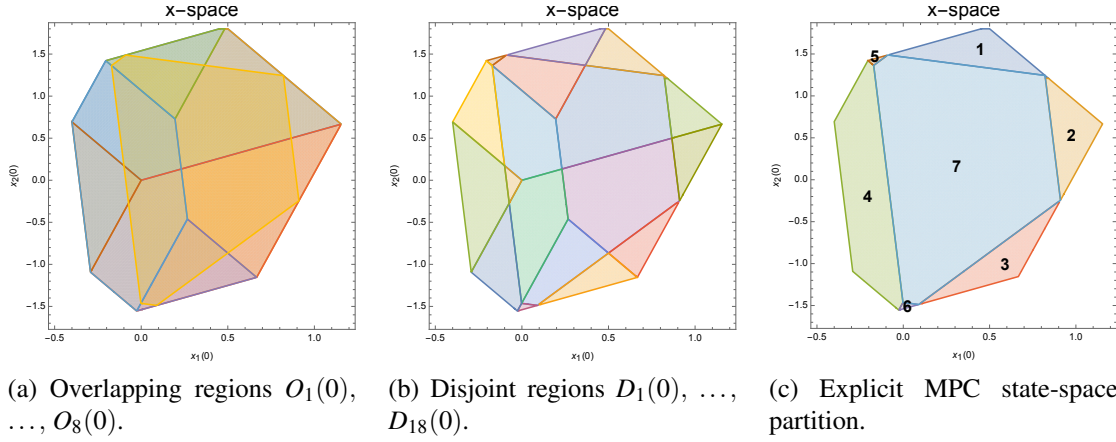 x-space
x-space
x-space
1.5
1.0
0.5
0.0
−0.5
−1.0
−1.5
x₂(0)
−0.5
0.0
0.5
1.0
x₁(0)
1.5
1.0
0.5
0.0
−0.5
−1.0
−1.5
x₂(0)
−0.5
0.0
0.5
1.0
x₁(0)
1.5
1.0
0.5
0.0
−0.5
−1.0
−1.5
x₂(0)
5
1
2
7
4
3
6
−0.5
0.0
0.5
1.0
x₁(0)
(a) Overlapping regions O₁(0),
…, O₈(0).
(b) Disjoint regions D₁(0), …,
D₁₈(0).
(c) Explicit MPC state-space
partition.